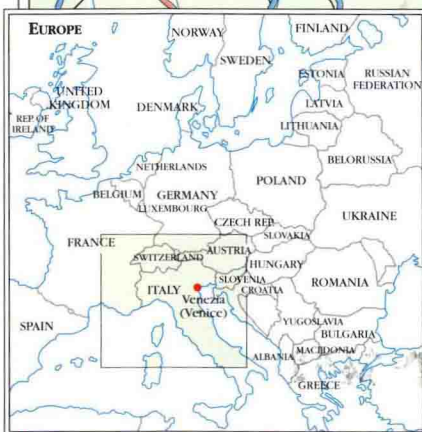 EUROPE
NORWAY
FINLAND
SWEDEN
ESTONIA
RUSSIAN
FEDERATION
LATVIA
UNITED
KINGDOM
DENMARK
REP OF
IRELAND
LITHUANIA
BELORUSSIA
NETHERLANDS
POLAND
BELGIUM
GERMANY
LUXEMBOURG
UKRAINE
CZECH REP
SLOVAKIA
FRANCE
AUSTRIA
SWITZERLAND
HUNGARY
SLOVENIA
ITALY
CROATIA
ROMANIA
Venezia
(Venice)
SPAIN
YUGOSLAVIA
BULGARIA
MACEDONIA
ALBANIA
GREECE